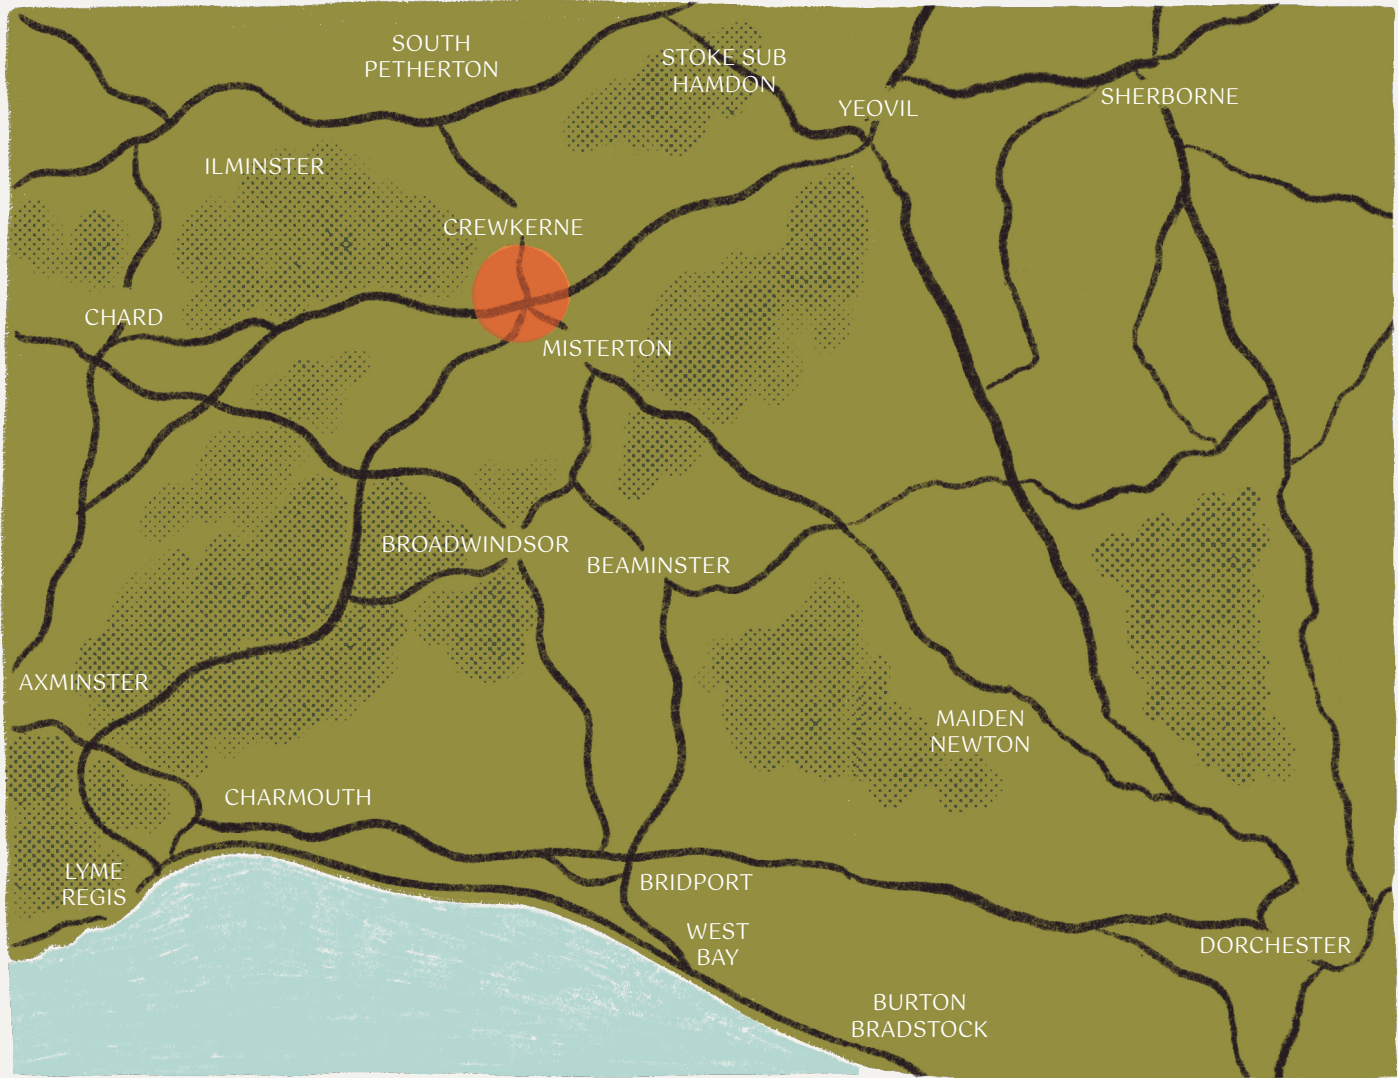 SOUTH
PETHERTON
STOKE SUB
HAMDON
YEOVIL
SHERBORNE
ILMINSTER
CREWKERNE
CHARD
MISTERTON
BROADWINDSOR
BEAMINSTER
AXMINSTER
MAIDEN
NEWTON
CHARMOUTH
LYME
REGIS
BRIDPORT
WEST
BAY
DORCHESTER
BURTON
BRADSTOCK